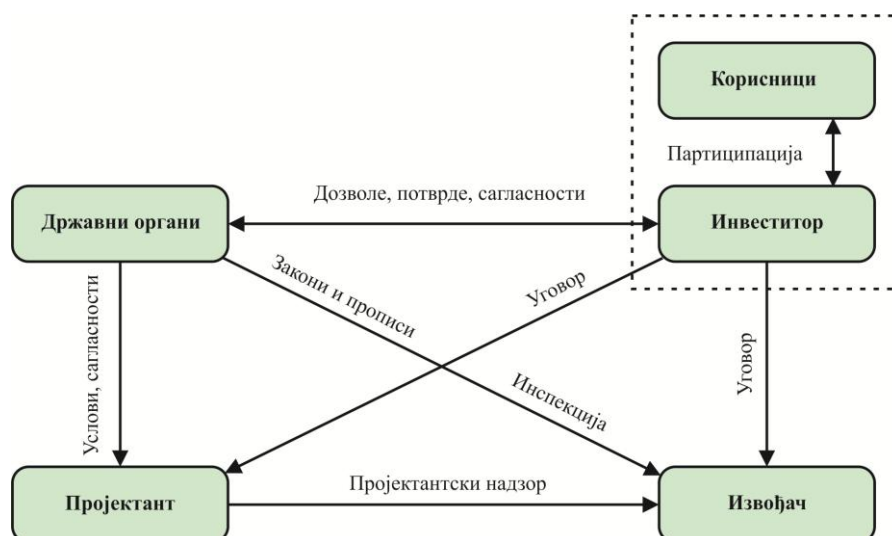 Корисници
Партиципација
Дозволе, потврде, сагласности
Државни органи
Инвеститор
Закони и прописи
Уговор
Услови, сагласности
Уговор
Инспекција
Пројектантски надзор
Пројектант
Извођач